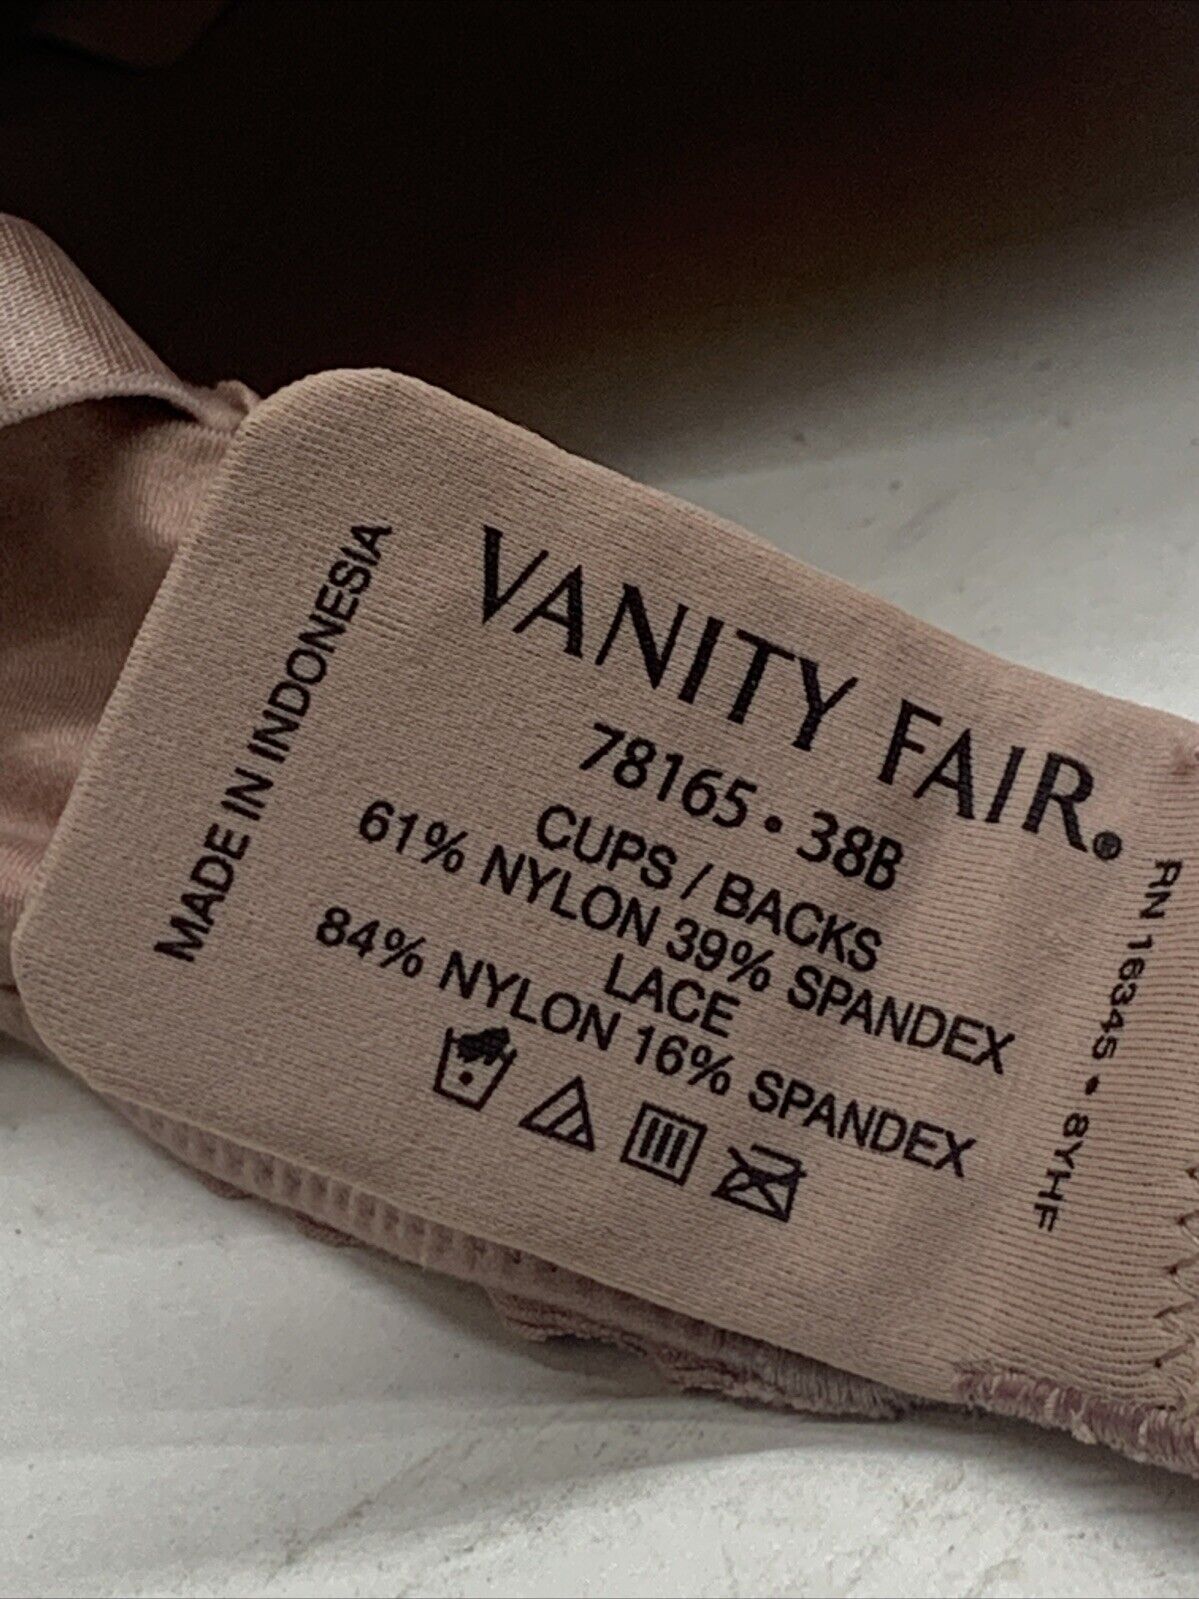 VANITY FAIR®
78165 • 38B
CUPS / BACKS
61% NYLON 39% SPANDEX
LACE
84% NYLON 16% SPANDEX
MADE IN INDONESIA
RN 16345 • 8YHF